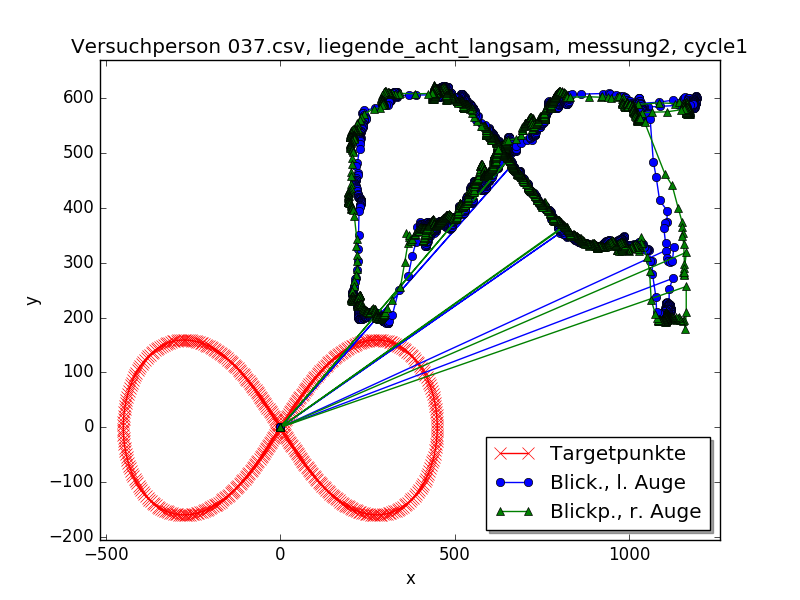 Versuchperson 037.csv, liegende_acht_langsam, messung2, cycle1
600
500
400
300
200
100
0
−100
−200
y
−500
0
500
1000
x
Targetpunkte
Blick., l. Auge
Blickp., r. Auge